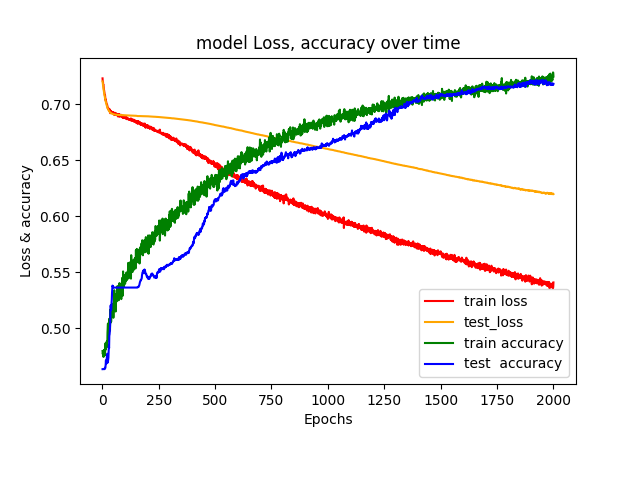 model Loss, accuracy over time
Loss & accuracy
0.70
0.65
0.60
0.55
0.50
train loss
test_loss
train accuracy
test  accuracy
0 250 500 750 1000 1250 1500 1750 2000
Epochs